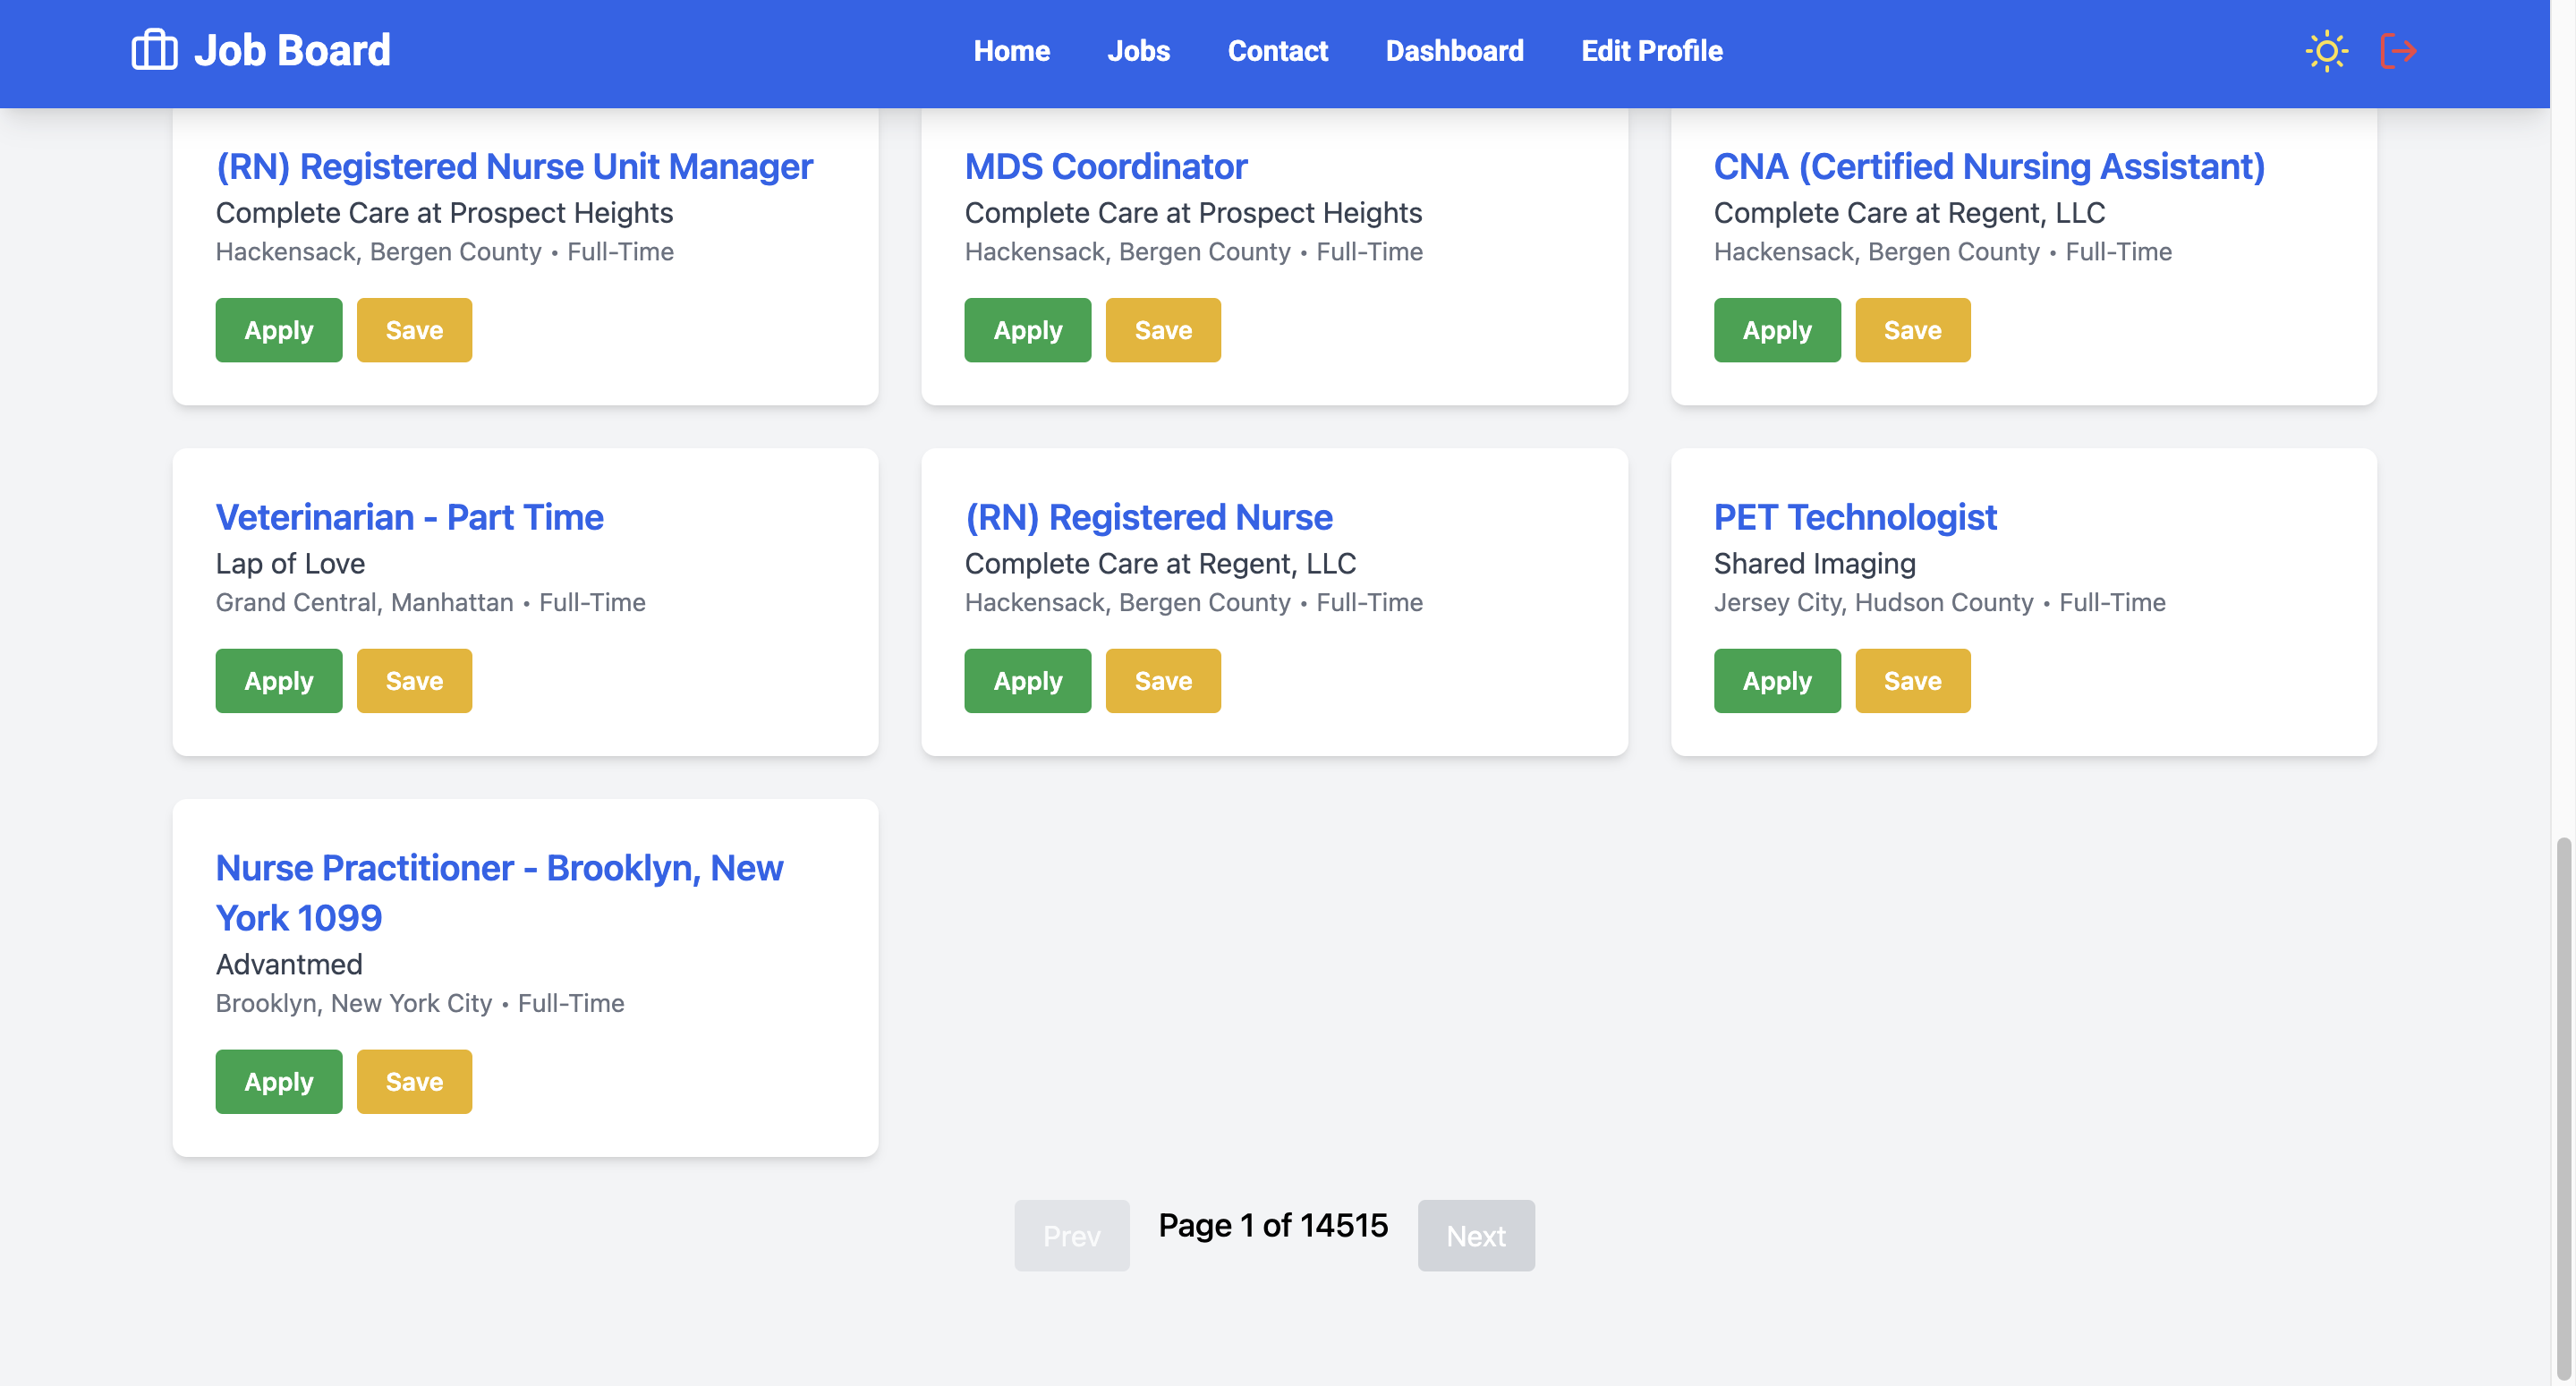 Job Board
Home Jobs Contact Dashboard Edit Profile
(RN) Registered Nurse Unit Manager
Complete Care at Prospect Heights
Hackensack, Bergen County • Full-Time
Apply Save
MDS Coordinator
Complete Care at Prospect Heights
Hackensack, Bergen County • Full-Time
Apply Save
CNA (Certified Nursing Assistant)
Complete Care at Regent, LLC
Hackensack, Bergen County • Full-Time
Apply Save
Veterinarian - Part Time
Lap of Love
Grand Central, Manhattan • Full-Time
Apply Save
(RN) Registered Nurse
Complete Care at Regent, LLC
Hackensack, Bergen County • Full-Time
Apply Save
PET Technologist
Shared Imaging
Jersey City, Hudson County • Full-Time
Apply Save
Nurse Practitioner - Brooklyn, New
York 1099
Advantmed
Brooklyn, New York City • Full-Time
Apply Save
Prev Page 1 of 14515 Next